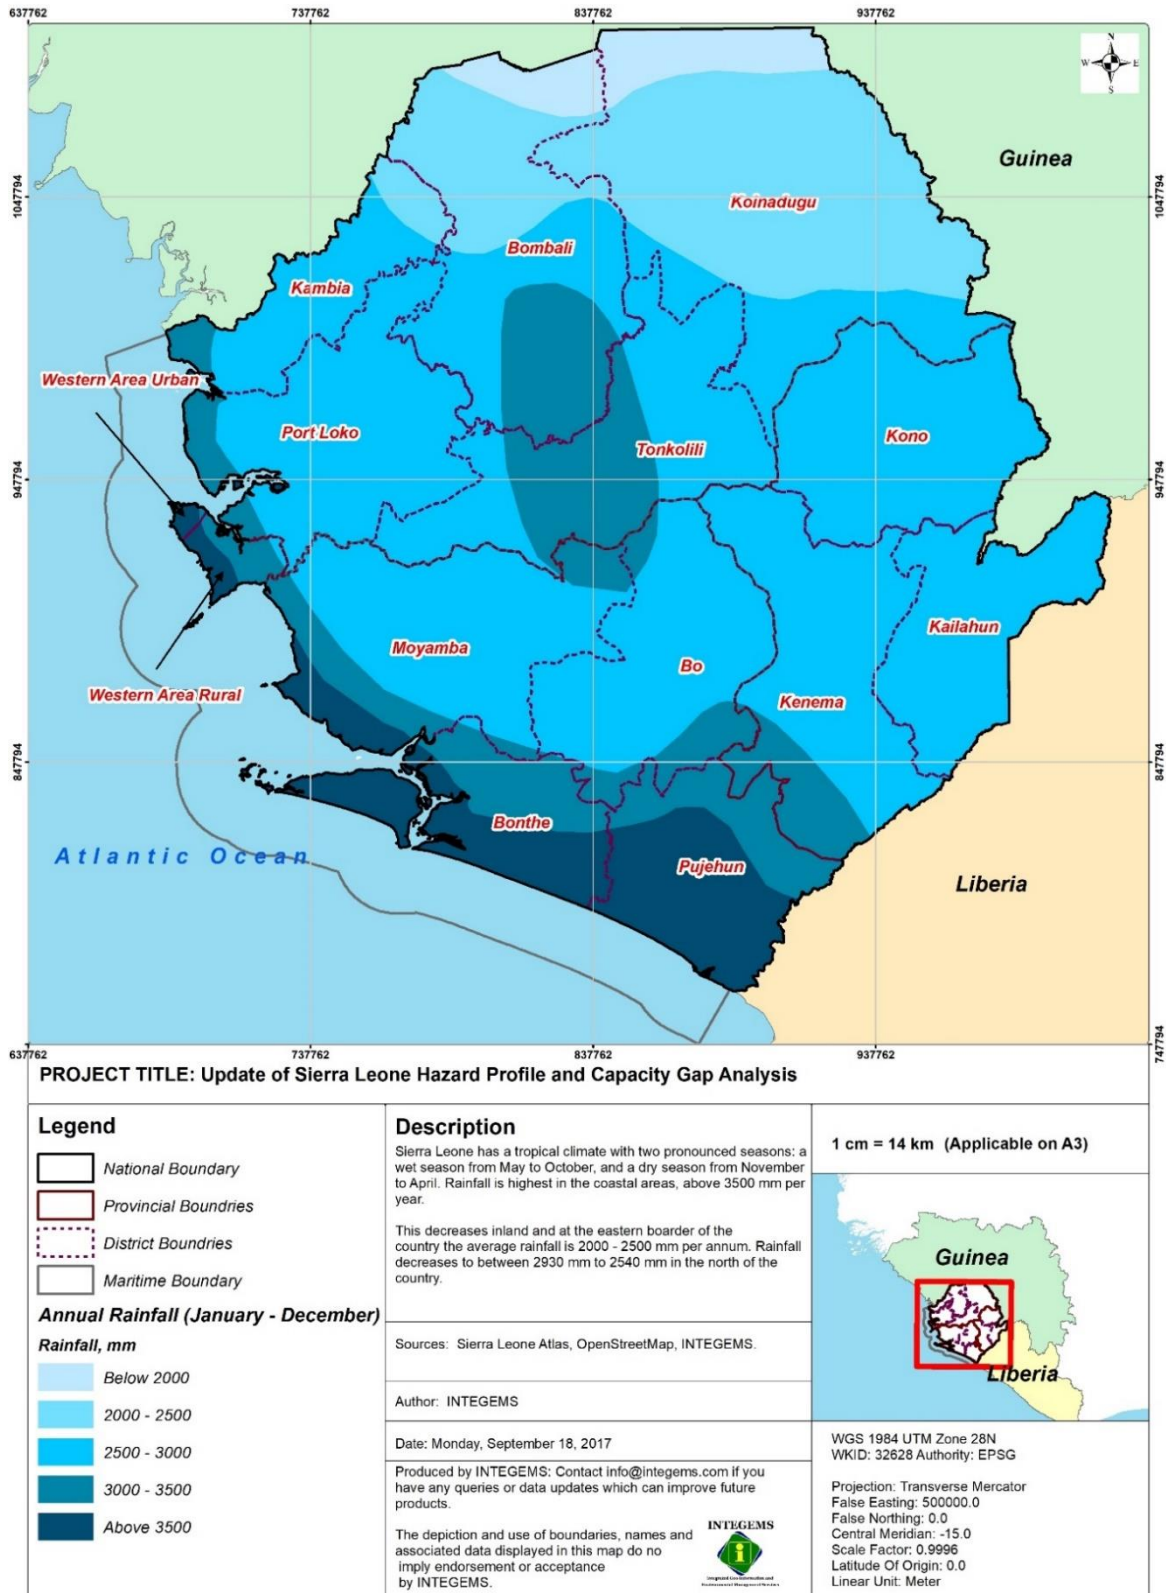 637762
737762
837762
937762
N
W
E
S
Guinea
1047794
1047794
Koinadugu
Bombali
Kambia
Western Area Urban
Port Loko
Tonkolili
Kono
947794
947794
Kailahun
Moyamba
Bo
Western Area Rural
Kenema
847794
847794
Bonthe
Atlantic Ocean
Pujehun
Liberia
637762
737762
837762
937762
747794
PROJECT TITLE: Update of Sierra Leone Hazard Profile and Capacity Gap Analysis
Legend
National Boundary
Provincial Boundries
District Boundries
Maritime Boundary
Annual Rainfall (January - December)
Rainfall, mm
Below 2000
2000 - 2500
2500 - 3000
3000 - 3500
Above 3500
Description
Sierra Leone has a tropical climate with two pronounced seasons: a
wet season from May to October, and a dry season from November
to April. Rainfall is highest in the coastal areas, above 3500 mm per
year.
This decreases inland and at the eastern boarder of the
country the average rainfall is 2000 - 2500 mm per annum. Rainfall
decreases to between 2930 mm to 2540 mm in the north of the
country.
Sources: Sierra Leone Atlas, OpenStreetMap, INTEGEMS.
Author: INTEGEMS
Date: Monday, September 18, 2017
Produced by INTEGEMS: Contact info@integems.com if you
have any queries or data updates which can improve future
products.
The depiction and use of boundaries, names and
associated data displayed in this map do no
imply endorsement or acceptance
by INTEGEMS.
INTEGEMS
i
1 cm = 14 km (Applicable on A3)
Guinea
Liberia
WGS 1984 UTM Zone 28N
WKID: 32628 Authority: EPSG
Projection: Transverse Mercator
False Easting: 500000.0
False Northing: 0.0
Central Meridian: -15.0
Scale Factor: 0.9996
Latitude Of Origin: 0.0
Linear Unit: Meter